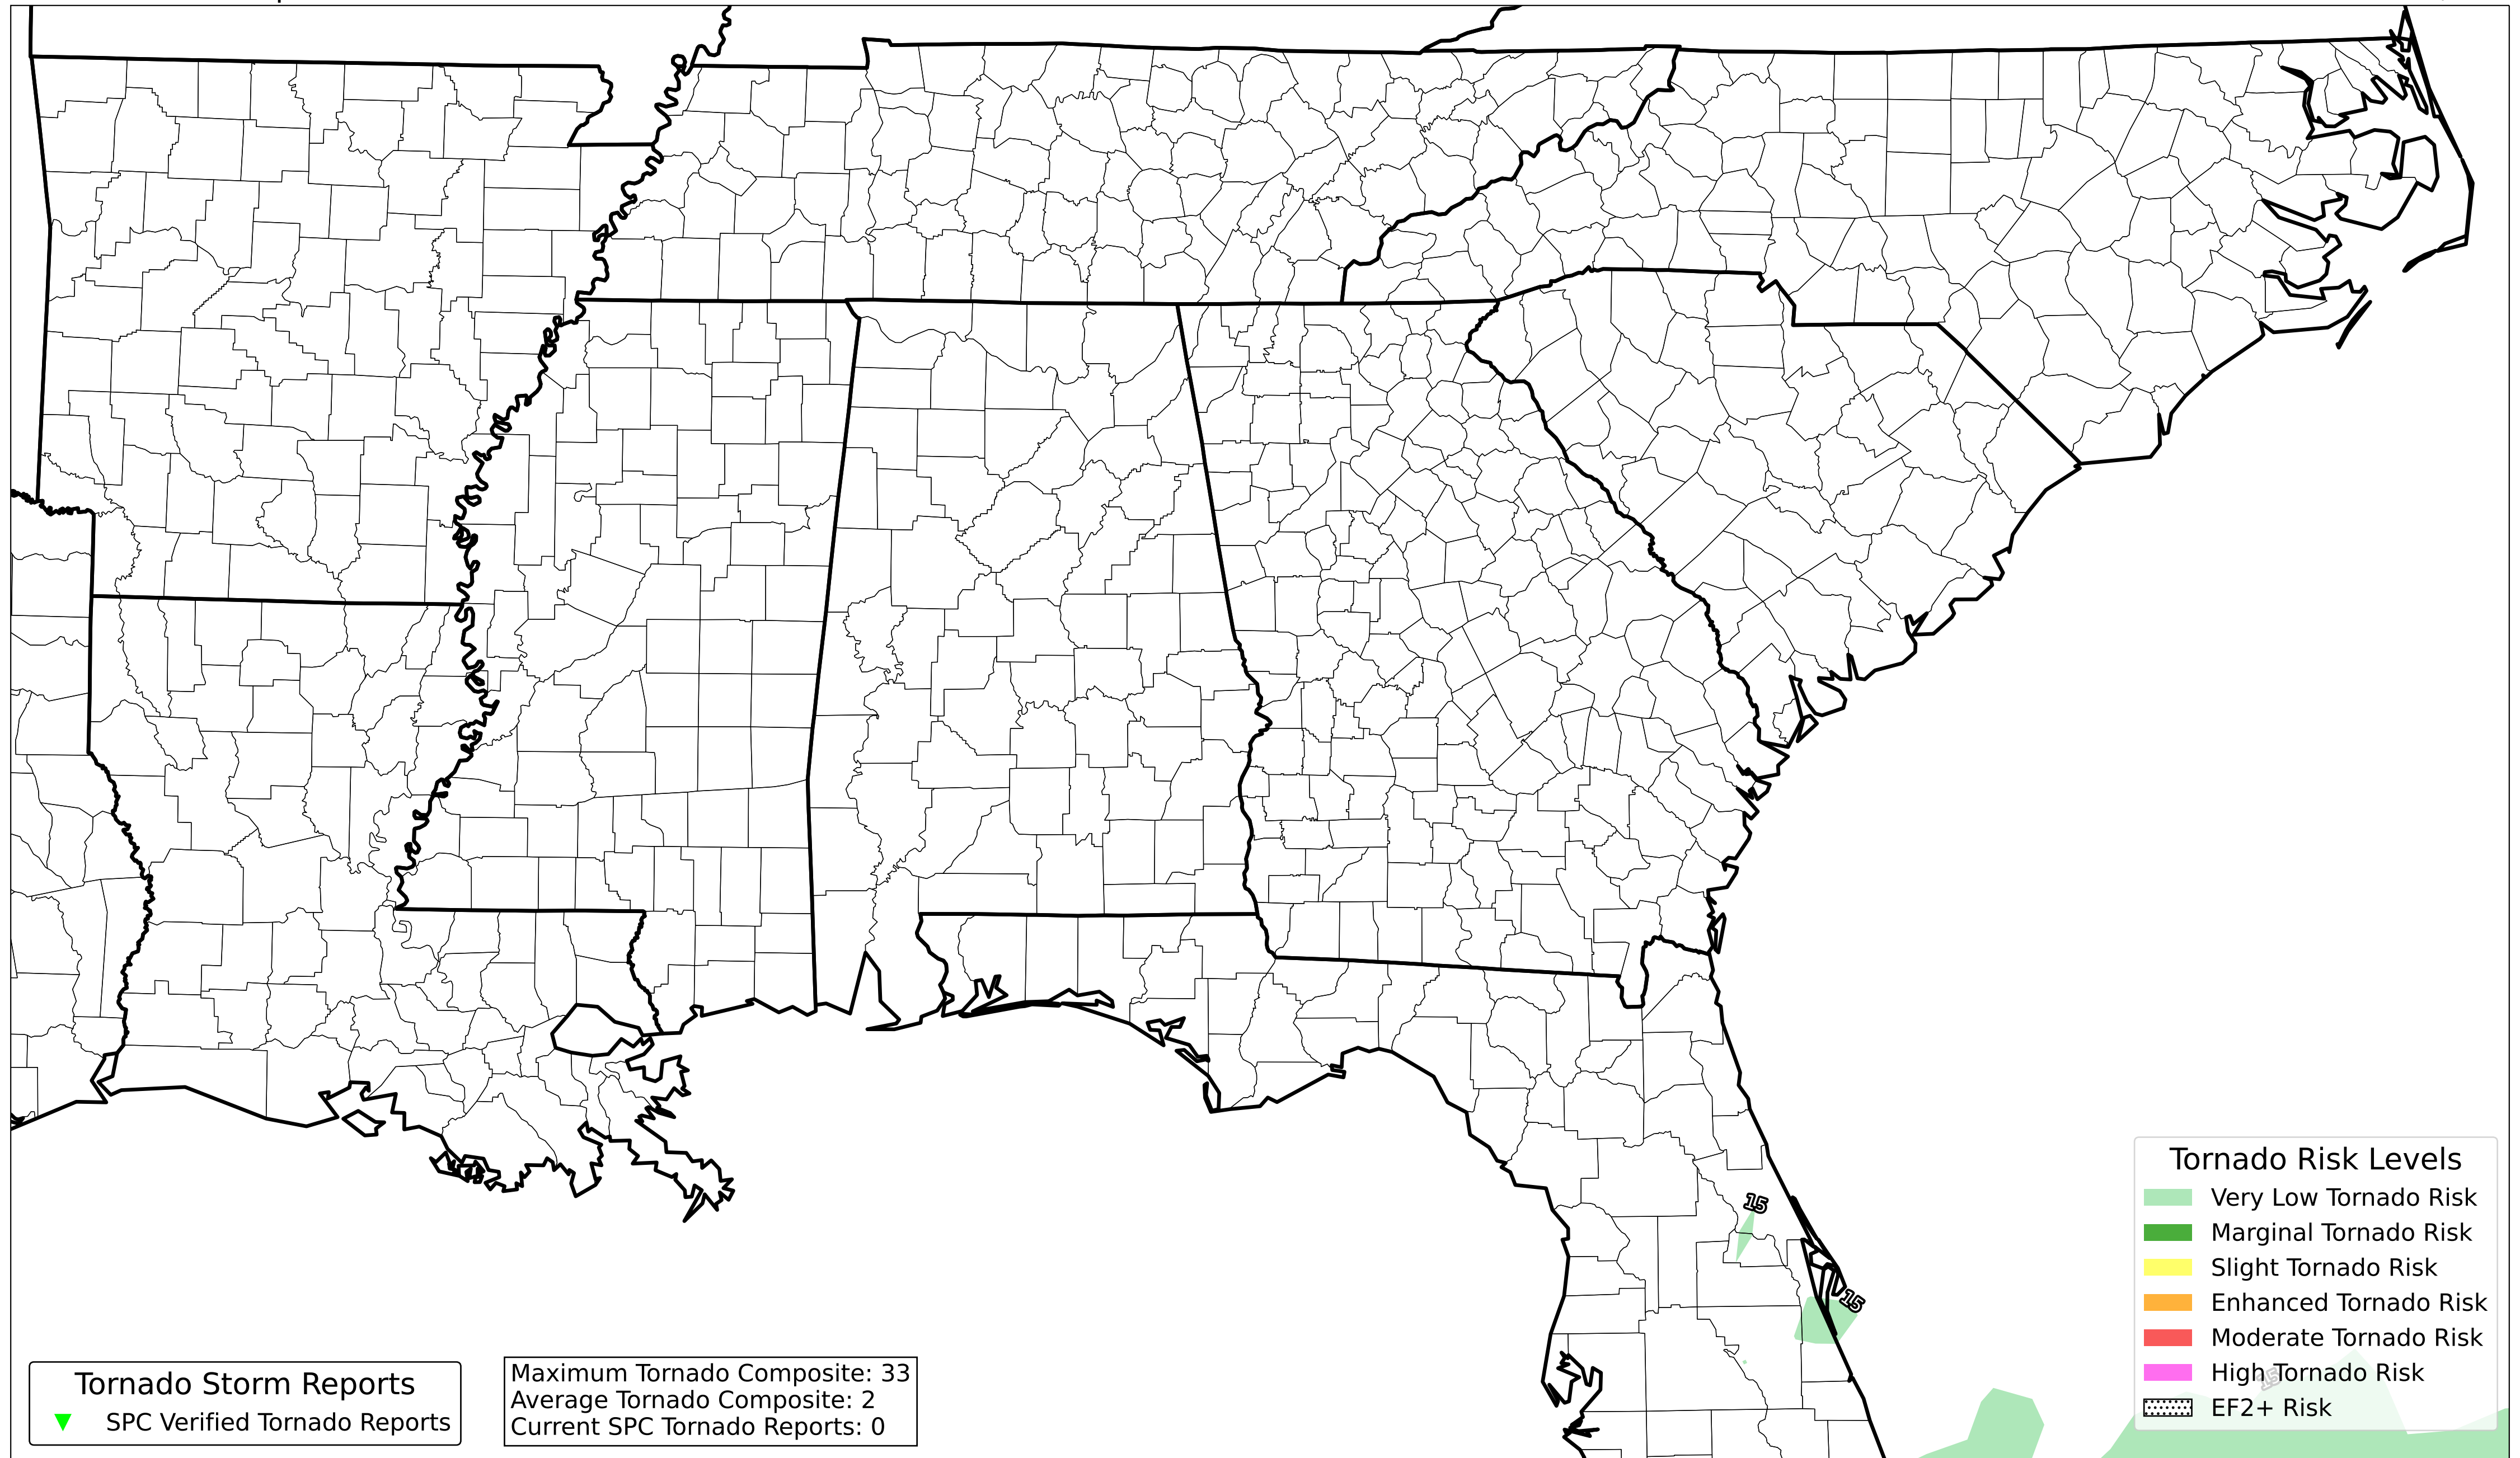 15
15
Tornado Risk Levels
Very Low Tornado Risk
Marginal Tornado Risk
Slight Tornado Risk
Enhanced Tornado Risk
Moderate Tornado Risk
High Tornado Risk
15
EF2+ Risk
Tornado Storm Reports
SPC Verified Tornado Reports
Maximum Tornado Composite: 33
Average Tornado Composite: 2
Current SPC Tornado Reports: 0